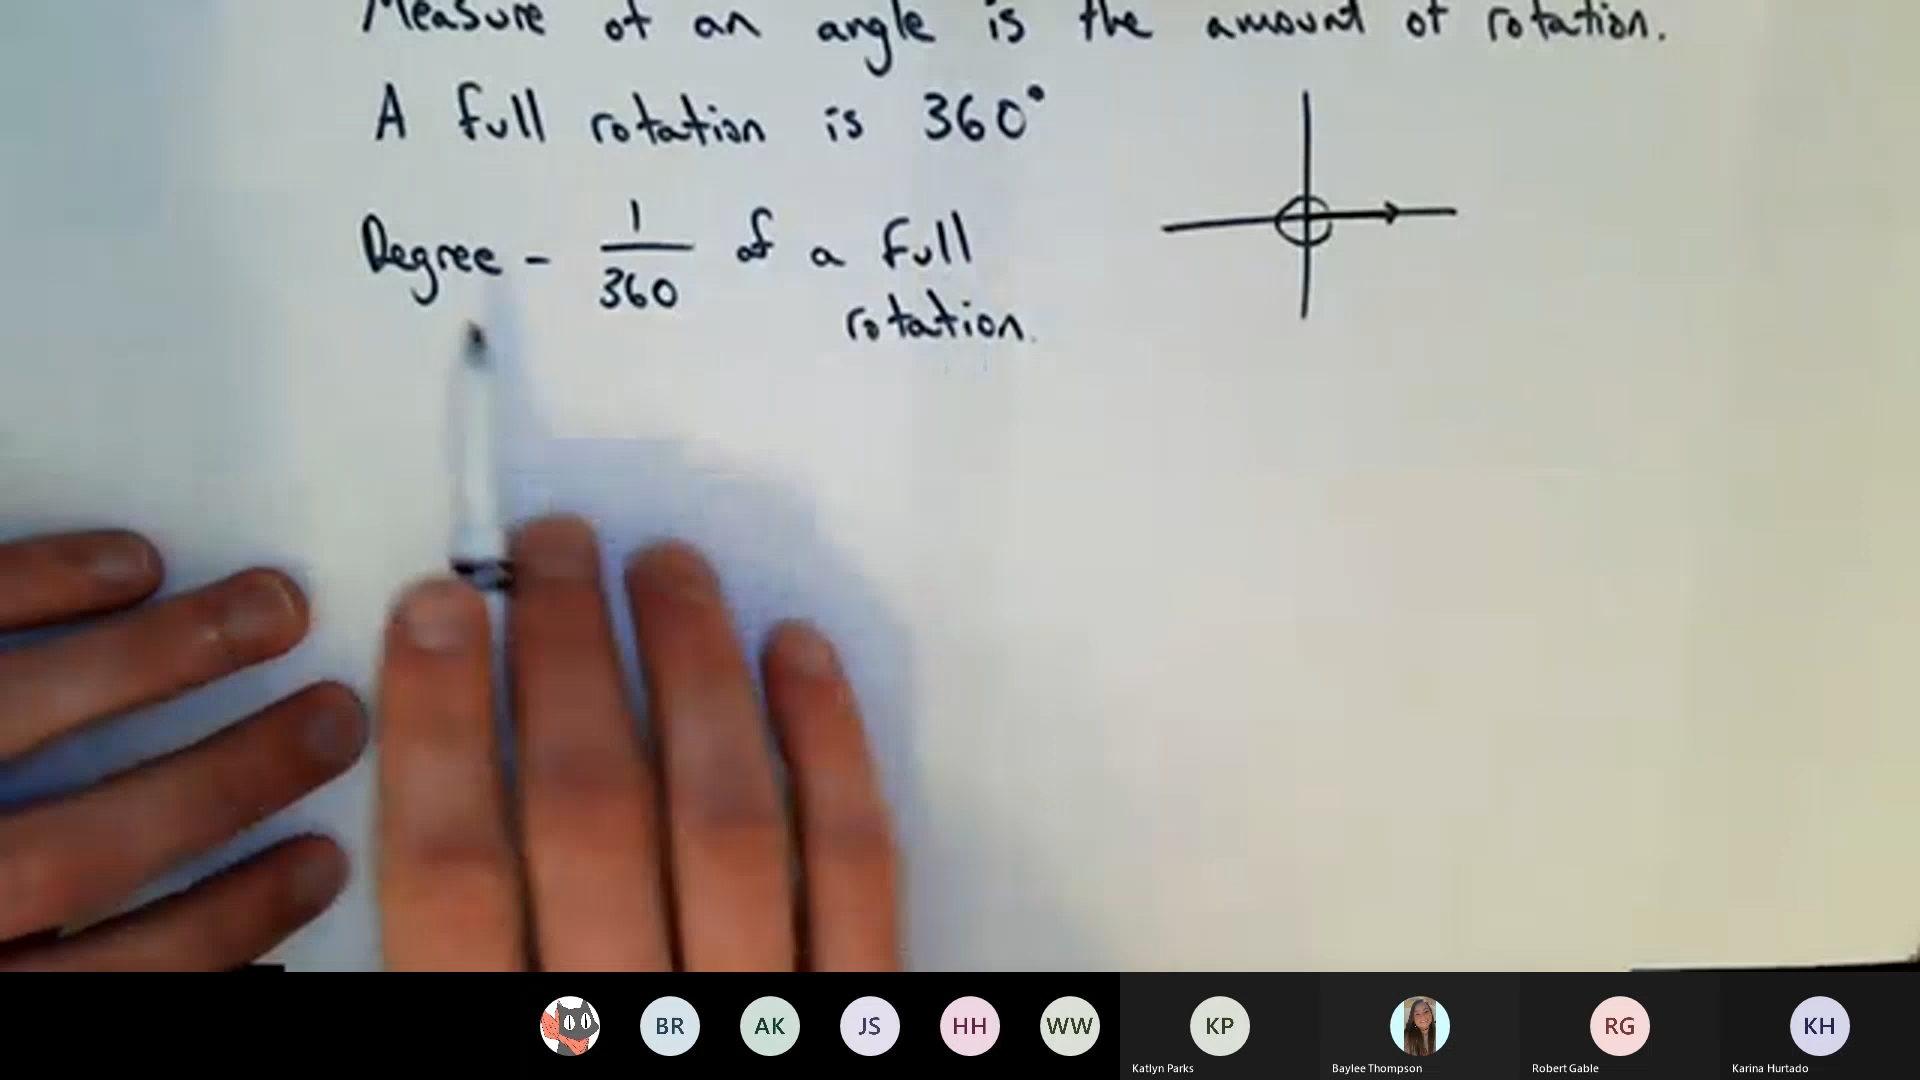 Measure of an angle is the amount of rotation.
A full rotation is 360°
Degree - 1/360 of a full
rotation.
BR AK JS HH WW KP RG KH
Katlyn Parks Baylee Thompson Robert Gable Karina Hurtado